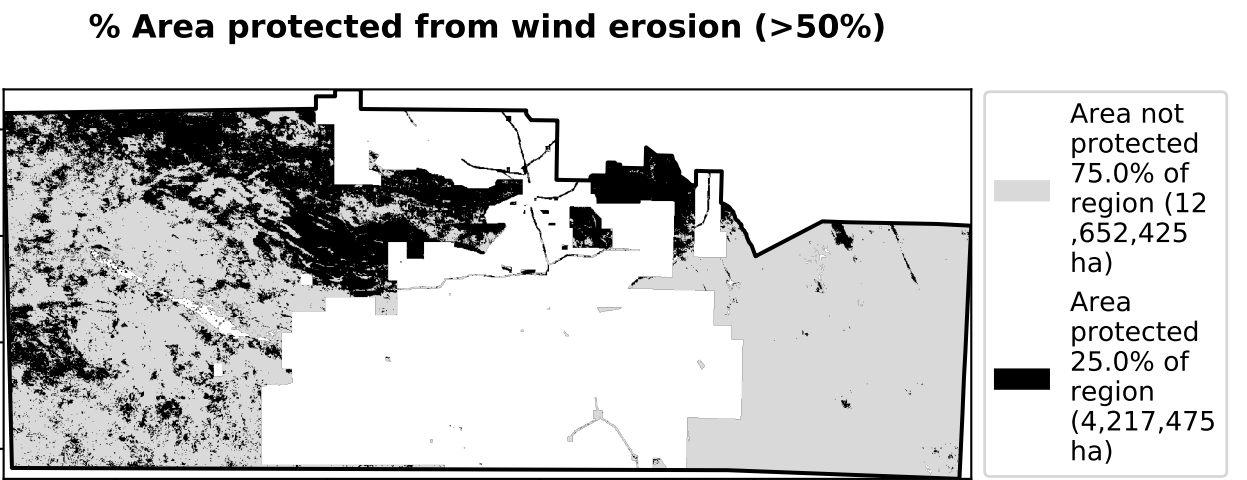 % Area protected from wind erosion (>50%)
Area not
protected
75.0% of
region (12
,652,425
ha)
Area
protected
25.0% of
region
(4,217,475
ha)